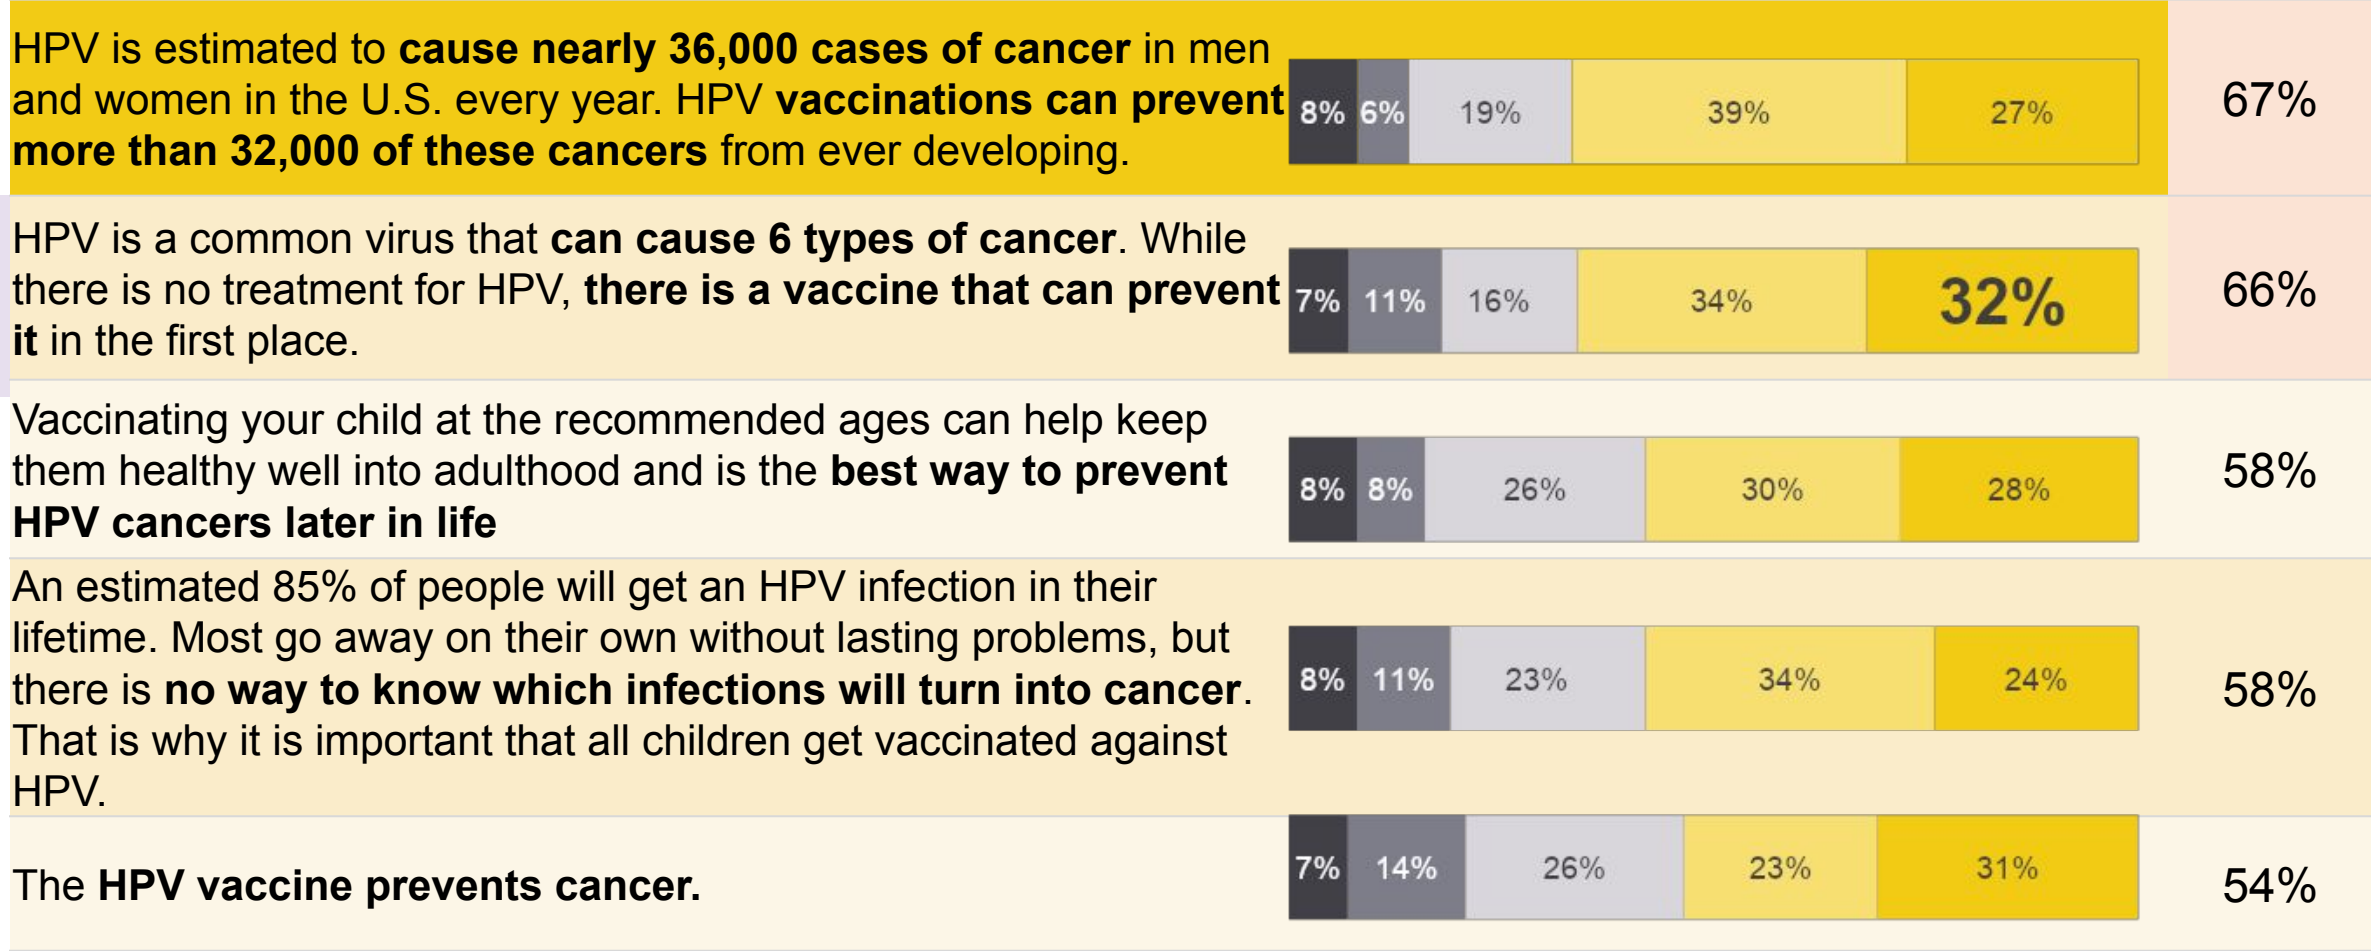 HPV is estimated to cause nearly 36,000 cases of cancer in men
and women in the U.S. every year. HPV vaccinations can prevent
more than 32,000 of these cancers from ever developing.
8% 6% 19% 39% 27%
67%
HPV is a common virus that can cause 6 types of cancer. While
there is no treatment for HPV, there is a vaccine that can prevent
it in the first place.
7% 11% 16% 34% 32%
66%
Vaccinating your child at the recommended ages can help keep
them healthy well into adulthood and is the best way to prevent
HPV cancers later in life
8% 8% 26% 30% 28%
58%
An estimated 85% of people will get an HPV infection in their
lifetime. Most go away on their own without lasting problems, but
there is no way to know which infections will turn into cancer.
That is why it is important that all children get vaccinated against
HPV.
8% 11% 23% 34% 24%
58%
The HPV vaccine prevents cancer.
7% 14% 26% 23% 31%
54%